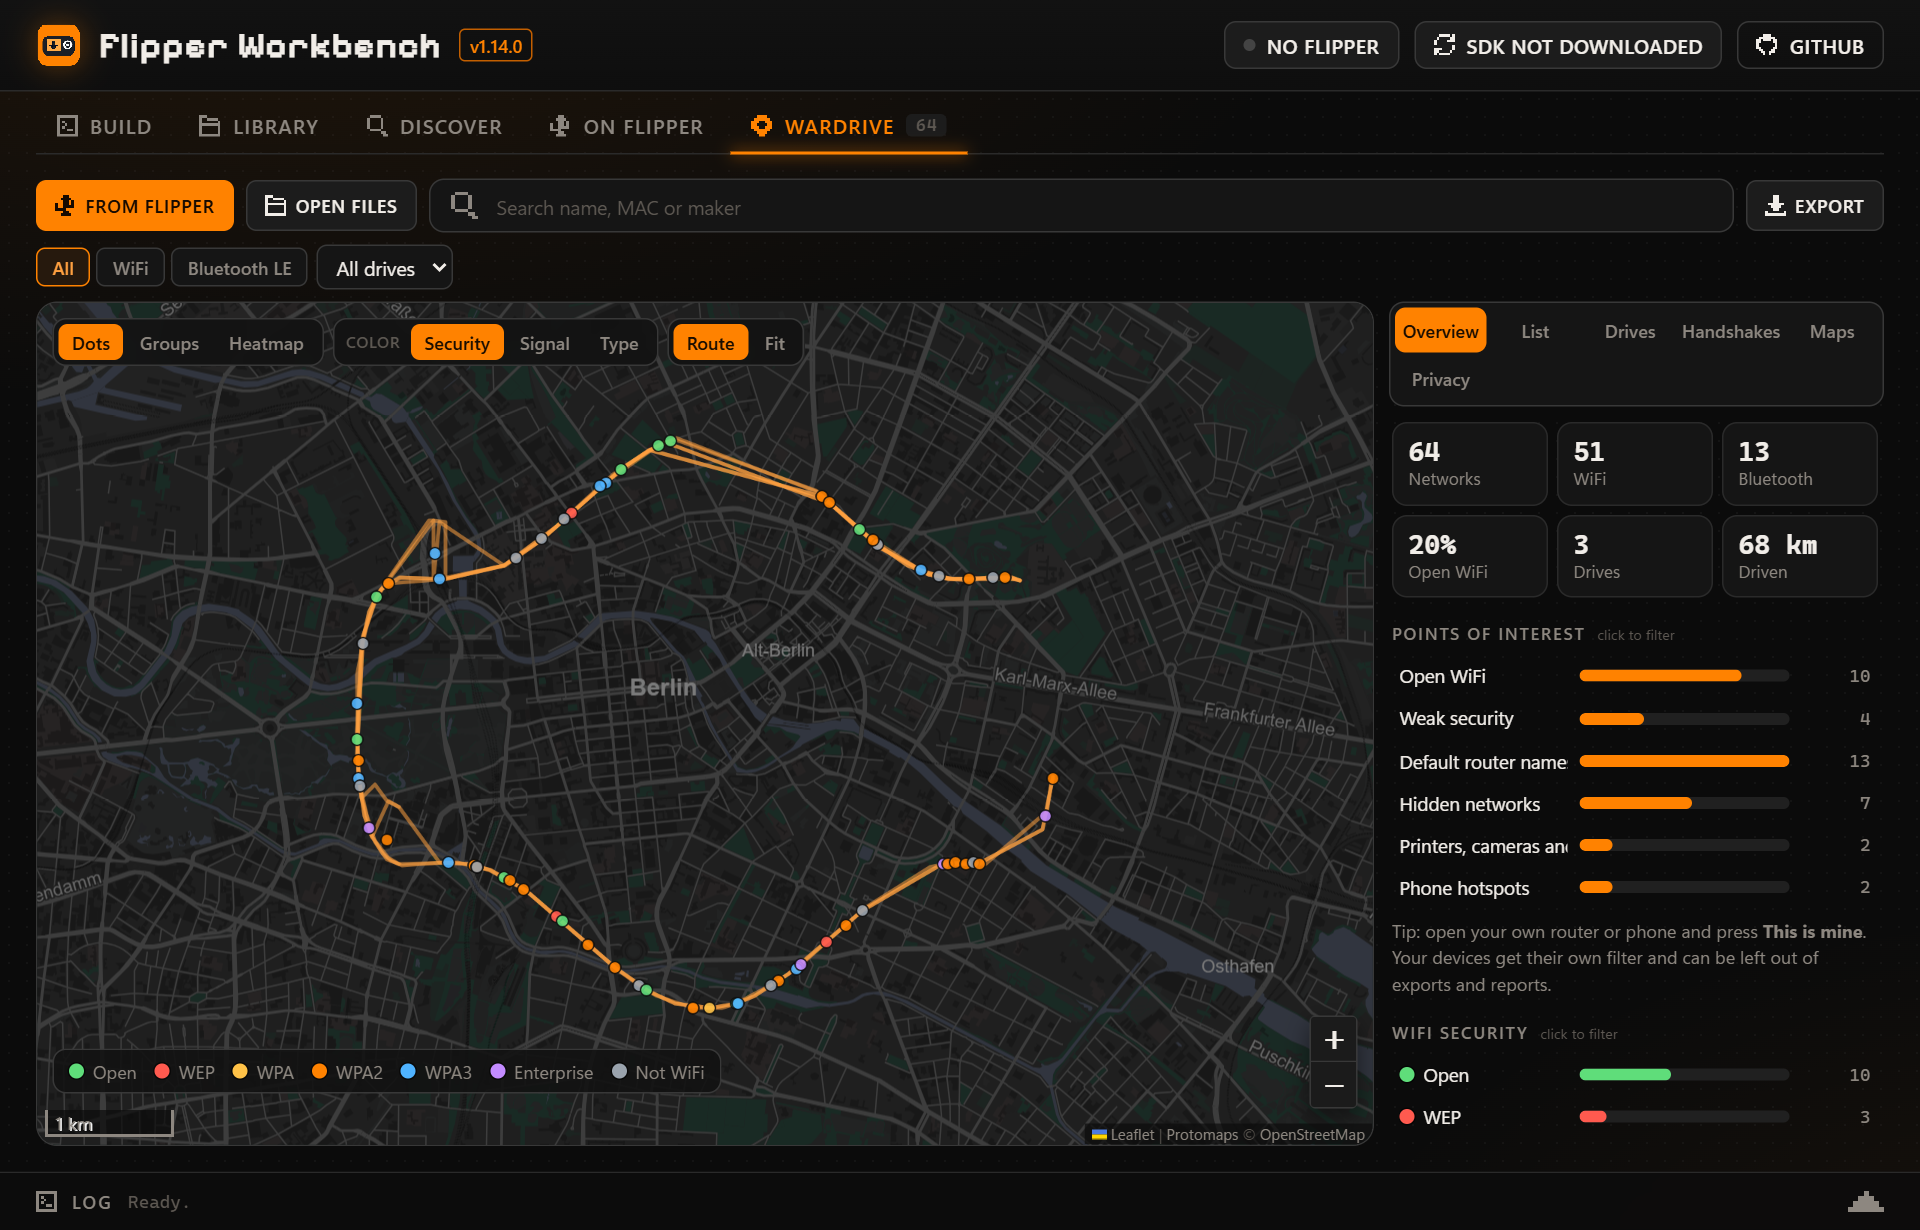 Flipper Workbench v1.14.0
NO FLIPPER
SDK NOT DOWNLOADED
GITHUB
BUILD
LIBRARY
DISCOVER
ON FLIPPER
WARDRIVE 64
FROM FLIPPER
OPEN FILES
Search name, MAC or maker
EXPORT
All
WiFi
Bluetooth LE
All drives
Dots Groups Heatmap
COLOR Security Signal Type
Route Fit
Alt-Berlin
Berlin
Karl-Marx-Allee
Frankfurter Allee
endamm
Osthafen
Puschkin
Open WEP WPA WPA2 WPA3 Enterprise Not WiFi
1 km
+
−
Leaflet | Protomaps © OpenStreetMap
Overview List Drives Handshakes Maps
Privacy
64
Networks
51
WiFi
13
Bluetooth
20%
Open WiFi
3
Drives
68 km
Driven
POINTS OF INTEREST click to filter
Open WiFi 10
Weak security 4
Default router name 13
Hidden networks 7
Printers, cameras an 2
Phone hotspots 2
Tip: open your own router or phone and press This is mine.
Your devices get their own filter and can be left out of
exports and reports.
WIFI SECURITY click to filter
Open 10
WEP 3
LOG Ready.